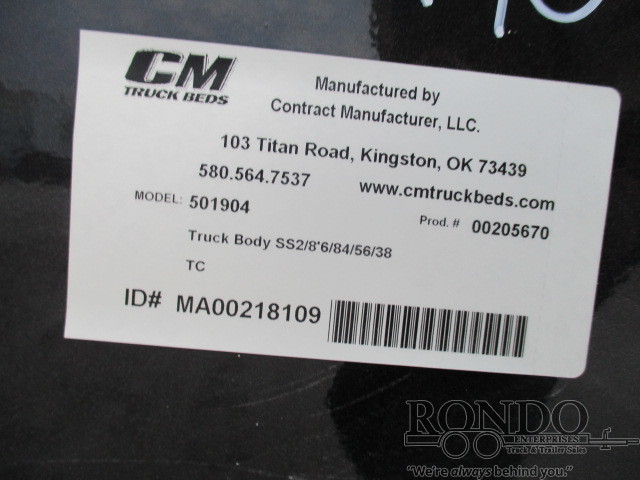 CM
TRUCK BEDS
Manufactured by
Contract Manufacturer, LLC.
103 Titan Road, Kingston, OK 73439
580.564.7537 www.cmtruckbeds.com
MODEL: 501904 Prod. # 00205670
Truck Body SS2/8'6/84/56/38
TC
ID# MA00218109
RONDO
ENTERPRISES
Truck & Trailer Sales
"We're always behind you."